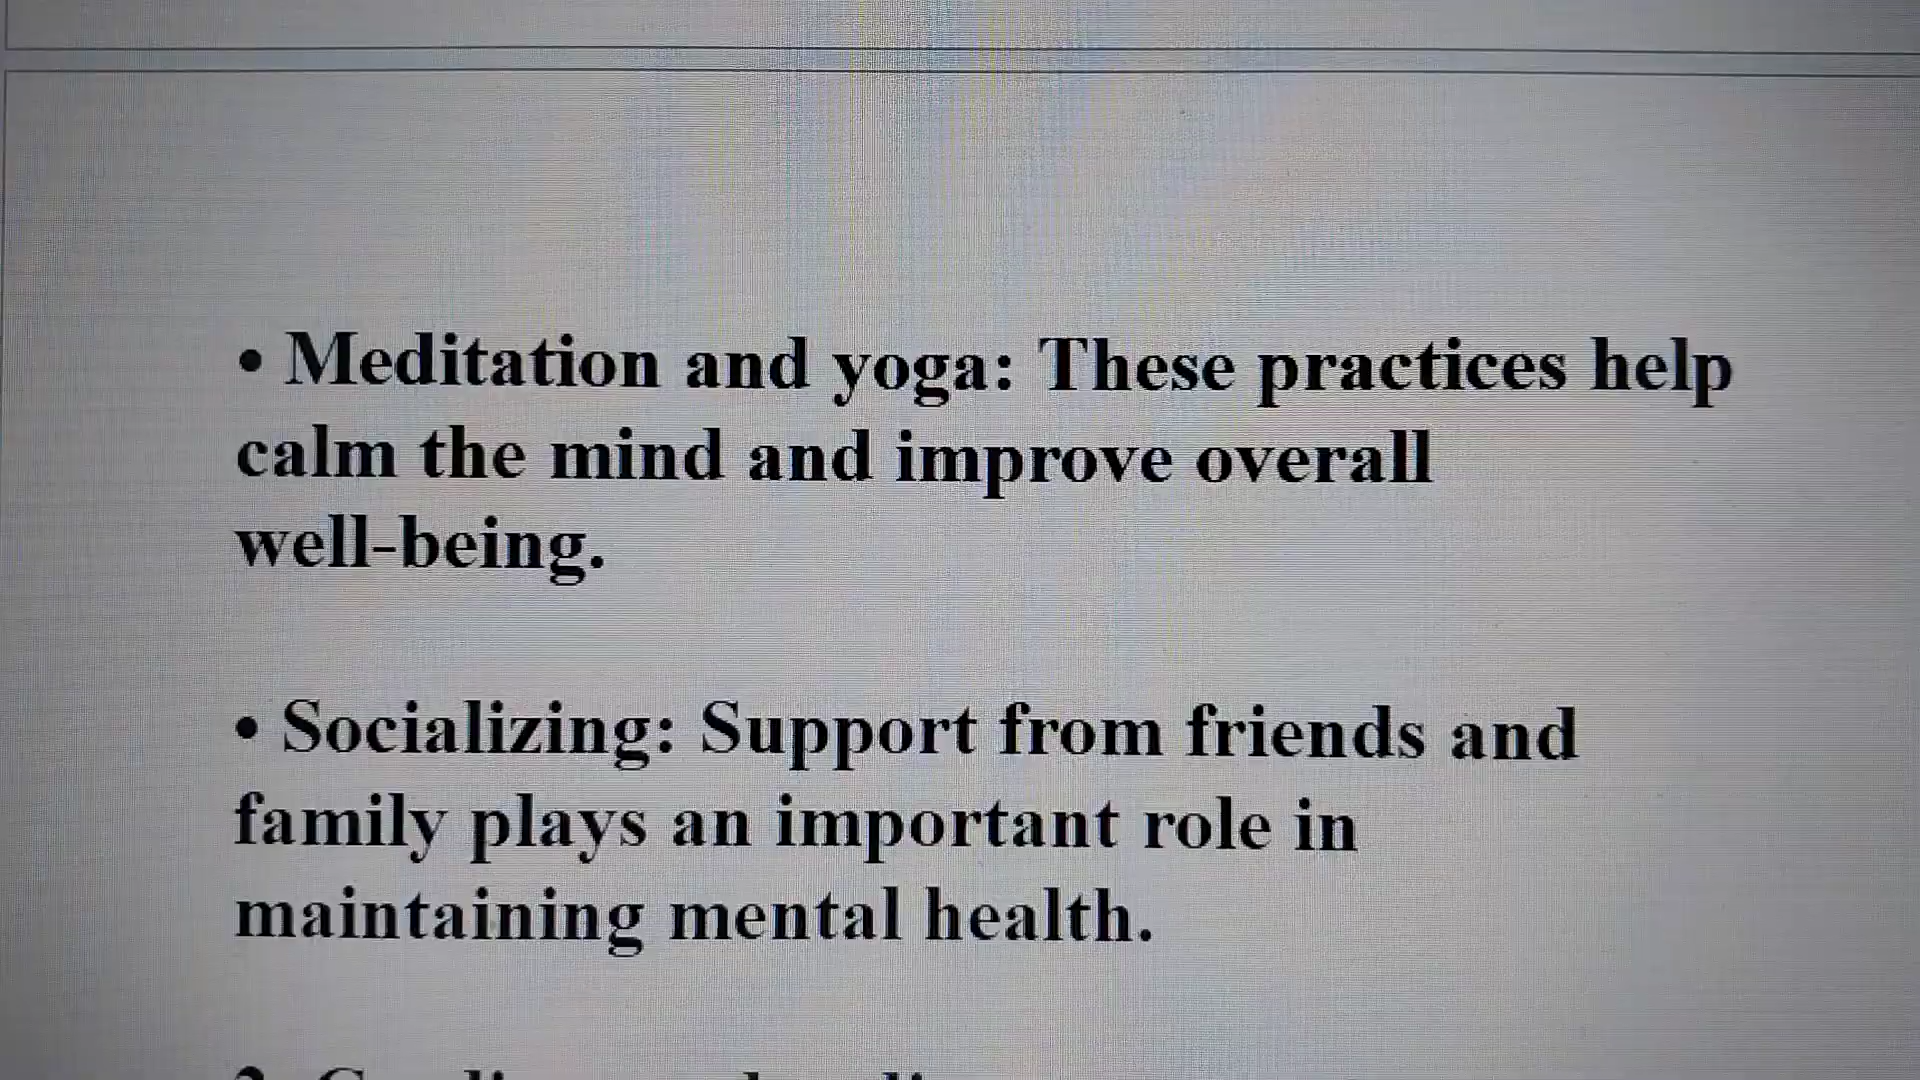 • Meditation and yoga: These practices help
calm the mind and improve overall
well-being.
• Socializing: Support from friends and
family plays an important role in
maintaining mental health.